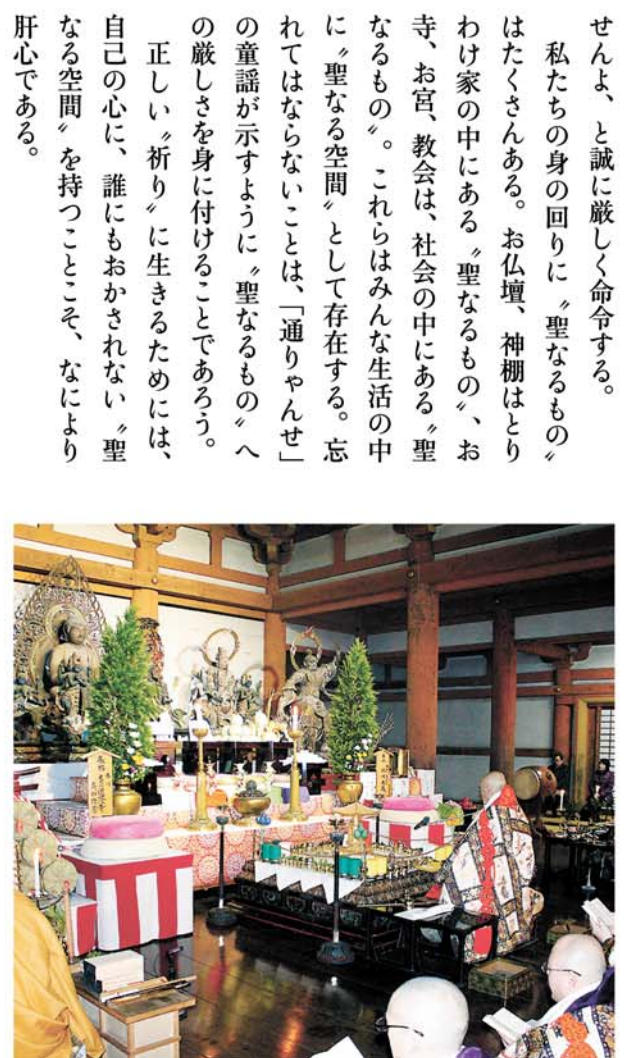 せんよ、と誠に厳しく命令する。
　私たちの身の回りに〝聖なるもの〟
はたくさんある。お仏壇、神棚はとり
わけ家の中にある〝聖なるもの〟、お
寺、お宮、教会は、社会の中にある〝聖
なるもの〟。これらはみんな生活の中
に〝聖なる空間〟として存在する。忘
れてはならないことは、「通りゃんせ」
の童謡が示すように〝聖なるもの〟へ
の厳しさを身に付けることであろう。
　正しい〝祈り〟に生きるためには、
自己の心に、誰にもおかされない〝聖
なる空間〟を持つことこそ、なにより
肝心である。